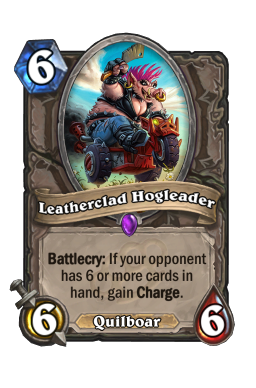 6
Leatherclad Hogleader
Battlecry: If your opponent
has 6 or more cards in
hand, gain Charge.
6 Quilboar 6